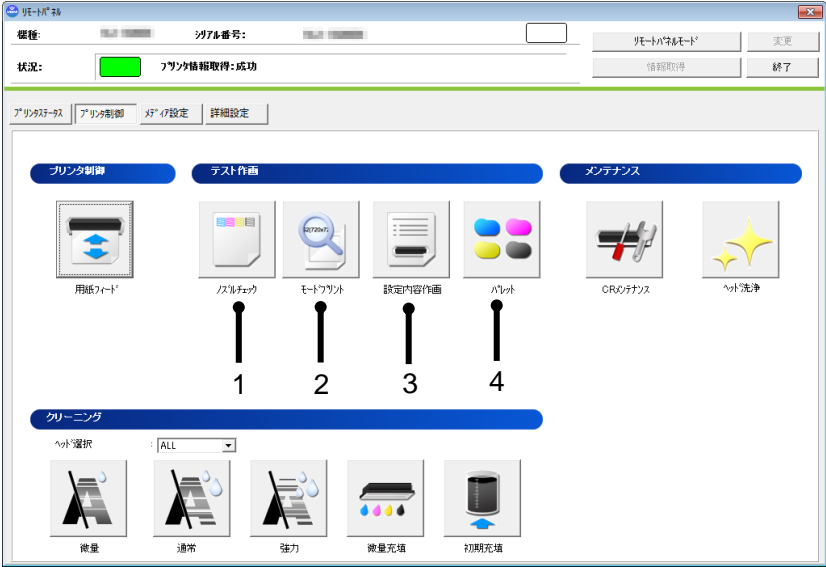 リモートパネル
機種:
シリアル番号:
リモートパネルモード
変更
状況:
プリンタ情報取得:成功
情報取得
終了
プリンタステータス
プリンタ制御
メディア設定
詳細設定
プリンタ制御
テスト作画
メンテナンス
用紙フィード
ノズルチェック
モードプリント
設定内容作画
パレット
CRメンテナンス
ヘッド洗浄
1
2
3
4
クリーニング
ヘッド選択
:
ALL
微量
通常
強力
微量充填
初期充填